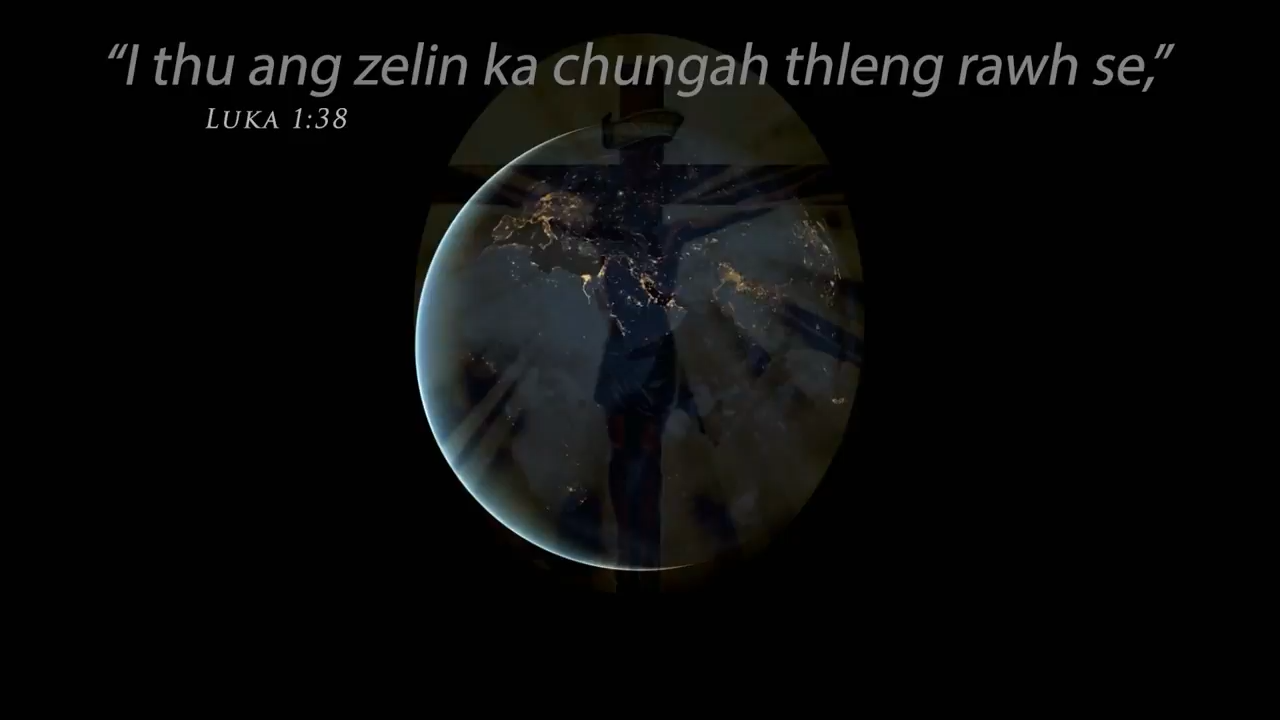 “I thu ang zelin ka chungah thleng rawh se,”
LUKA 1:38